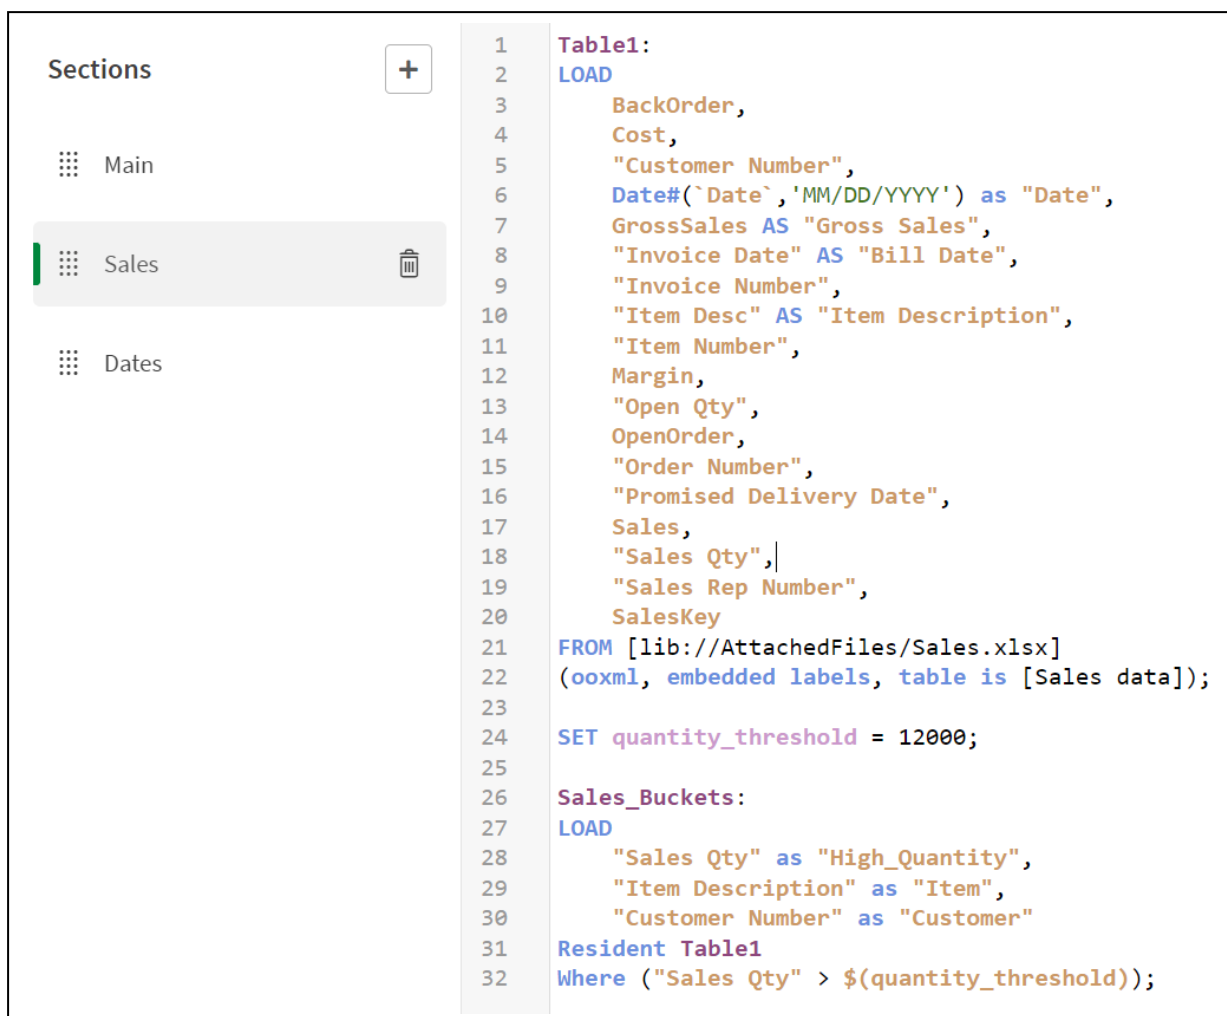 Sections
+
Main
Sales
Dates
1 Table1:
2 LOAD
3 BackOrder,
4 Cost,
5 "Customer Number",
6 Date#(`Date`,'MM/DD/YYYY') as "Date",
7 GrossSales AS "Gross Sales",
8 "Invoice Date" AS "Bill Date",
9 "Invoice Number",
10 "Item Desc" AS "Item Description",
11 "Item Number",
12 Margin,
13 "Open Qty",
14 OpenOrder,
15 "Order Number",
16 "Promised Delivery Date",
17 Sales,
18 "Sales Qty",
19 "Sales Rep Number",
20 SalesKey
21 FROM [lib://AttachedFiles/Sales.xlsx]
22 (ooxml, embedded labels, table is [Sales data]);
23
24 SET quantity_threshold = 12000;
25
26 Sales_Buckets:
27 LOAD
28 "Sales Qty" as "High_Quantity",
29 "Item Description" as "Item",
30 "Customer Number" as "Customer"
31 Resident Table1
32 Where ("Sales Qty" > $(quantity_threshold));